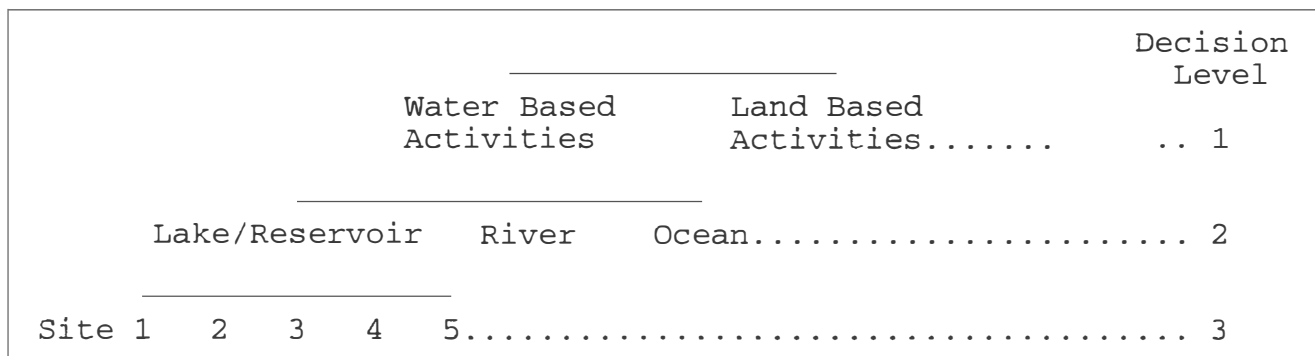 Decision
Level
Water Based Land Based
Activities Activities....... .. 1
Lake/Reservoir River Ocean....................... 2
Site 1 2 3 4 5..................................... 3